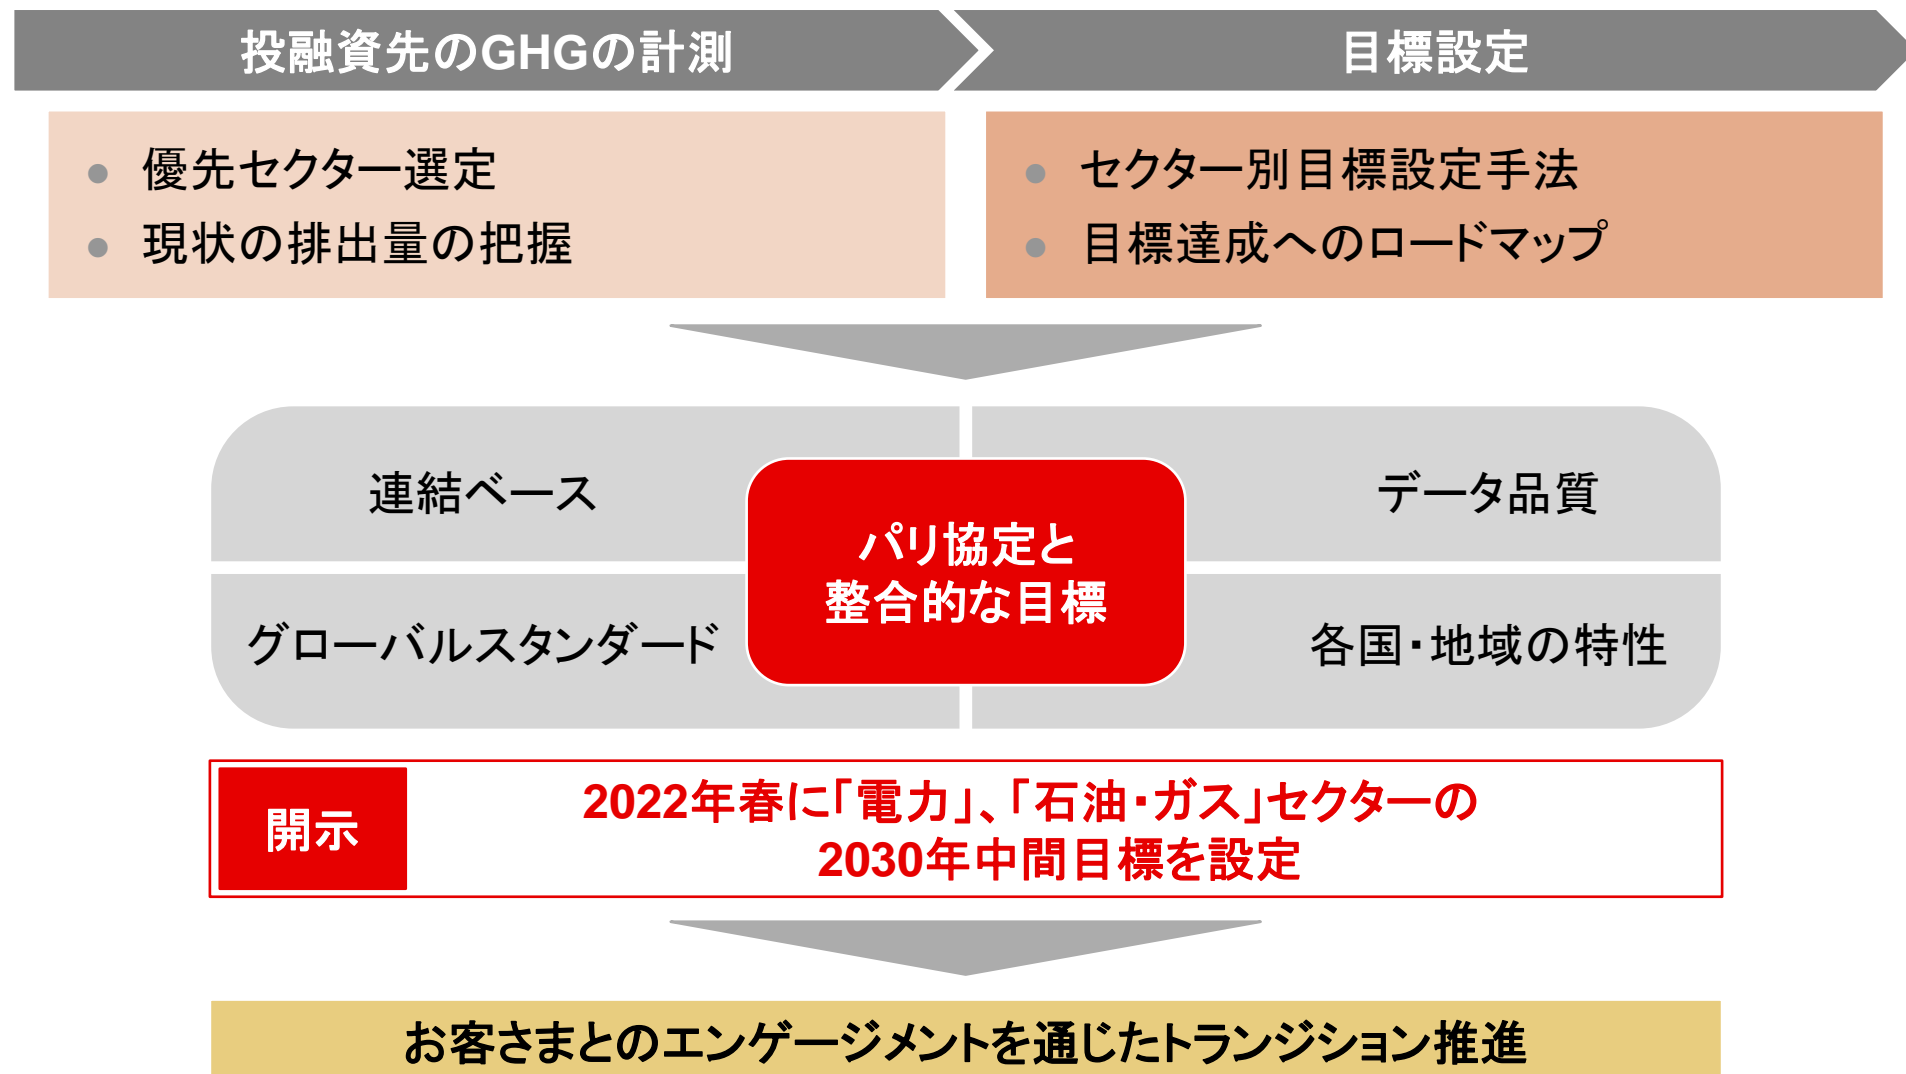 投融資先のGHGの計測
目標設定
● 優先セクター選定
● 現状の排出量の把握
● セクター別目標設定手法
● 目標達成へのロードマップ
連結ベース
データ品質
パリ協定と
整合的な目標
グローバルスタンダード
各国・地域の特性
開示
2022年春に「電力」、「石油・ガス」セクターの
2030年中間目標を設定
お客さまとのエンゲージメントを通じたトランジション推進